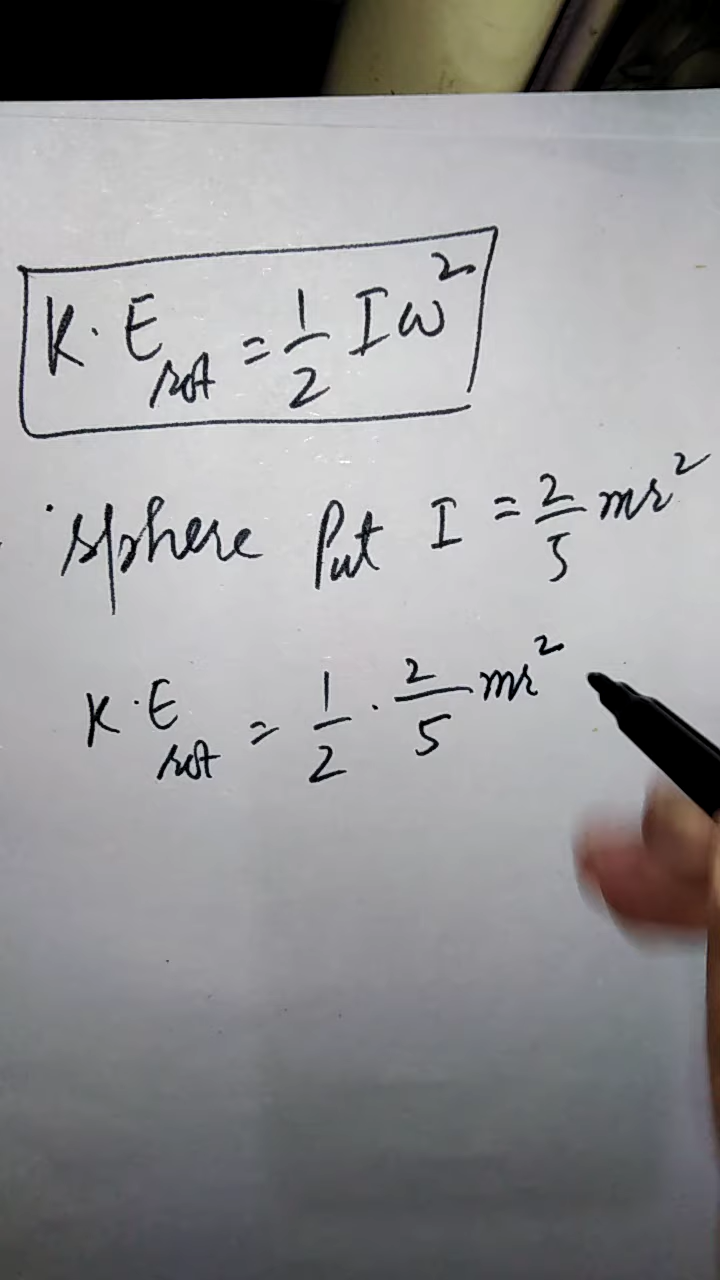 K.E rot = 1/2 Iω²
sphere Put I = 2/5 mr²
K.E rot = 1/2 · 2/5 mr²